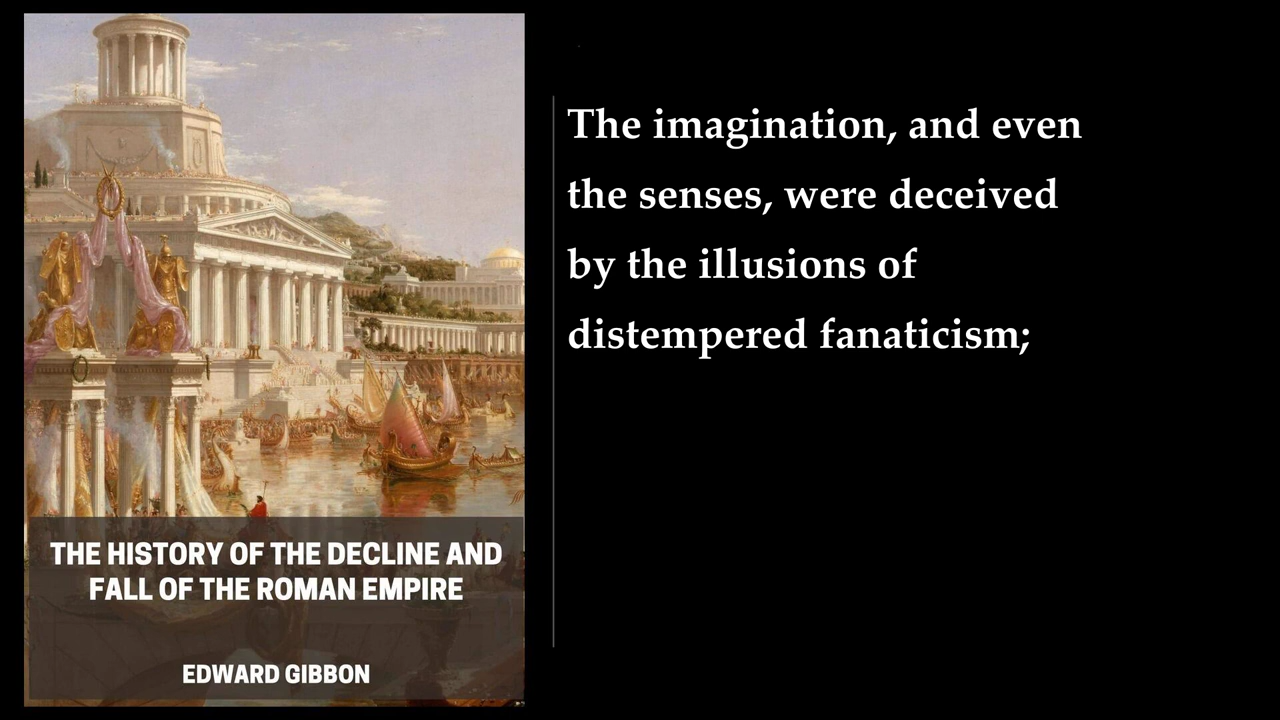 THE HISTORY OF THE DECLINE AND
FALL OF THE ROMAN EMPIRE
EDWARD GIBBON
The imagination, and even
the senses, were deceived
by the illusions of
distempered fanaticism;